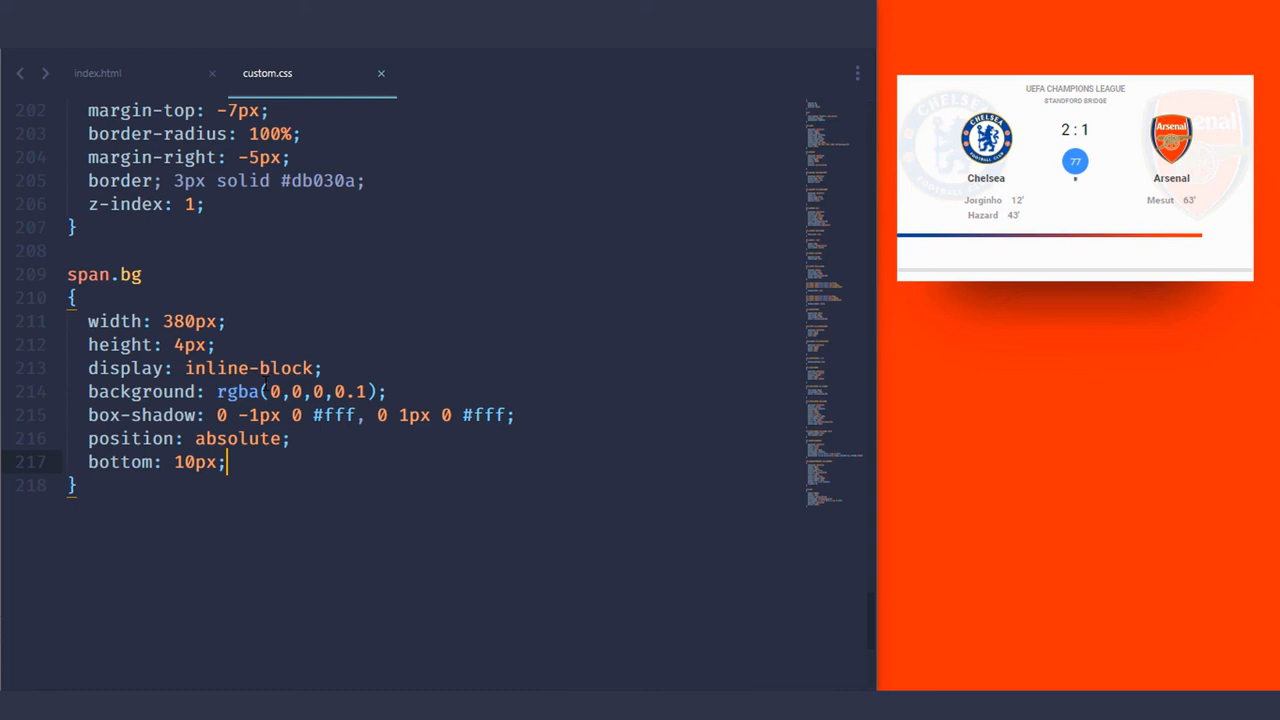 index.html
custom.css
202 margin-top: -7px;
203 border-radius: 100%;
204 margin-right: -5px;
205 border; 3px solid #db030a;
206 z-index: 1;
207 }
208
209 span.bg
210 {
211 width: 380px;
212 height: 4px;
213 display: inline-block;
214 background: rgba(0,0,0,0.1);
215 box-shadow: 0 -1px 0 #fff, 0 1px 0 #fff;
216 position: absolute;
217 bottom: 10px;
218 }
UEFA CHAMPIONS LEAGUE
STANDFORD BRIDGE
CHELSEA
FOOTBALL CLUB
Arsenal
2 : 1
77
Chelsea
Arsenal
Jorginho 12'
Hazard 43'
Mesut 63'